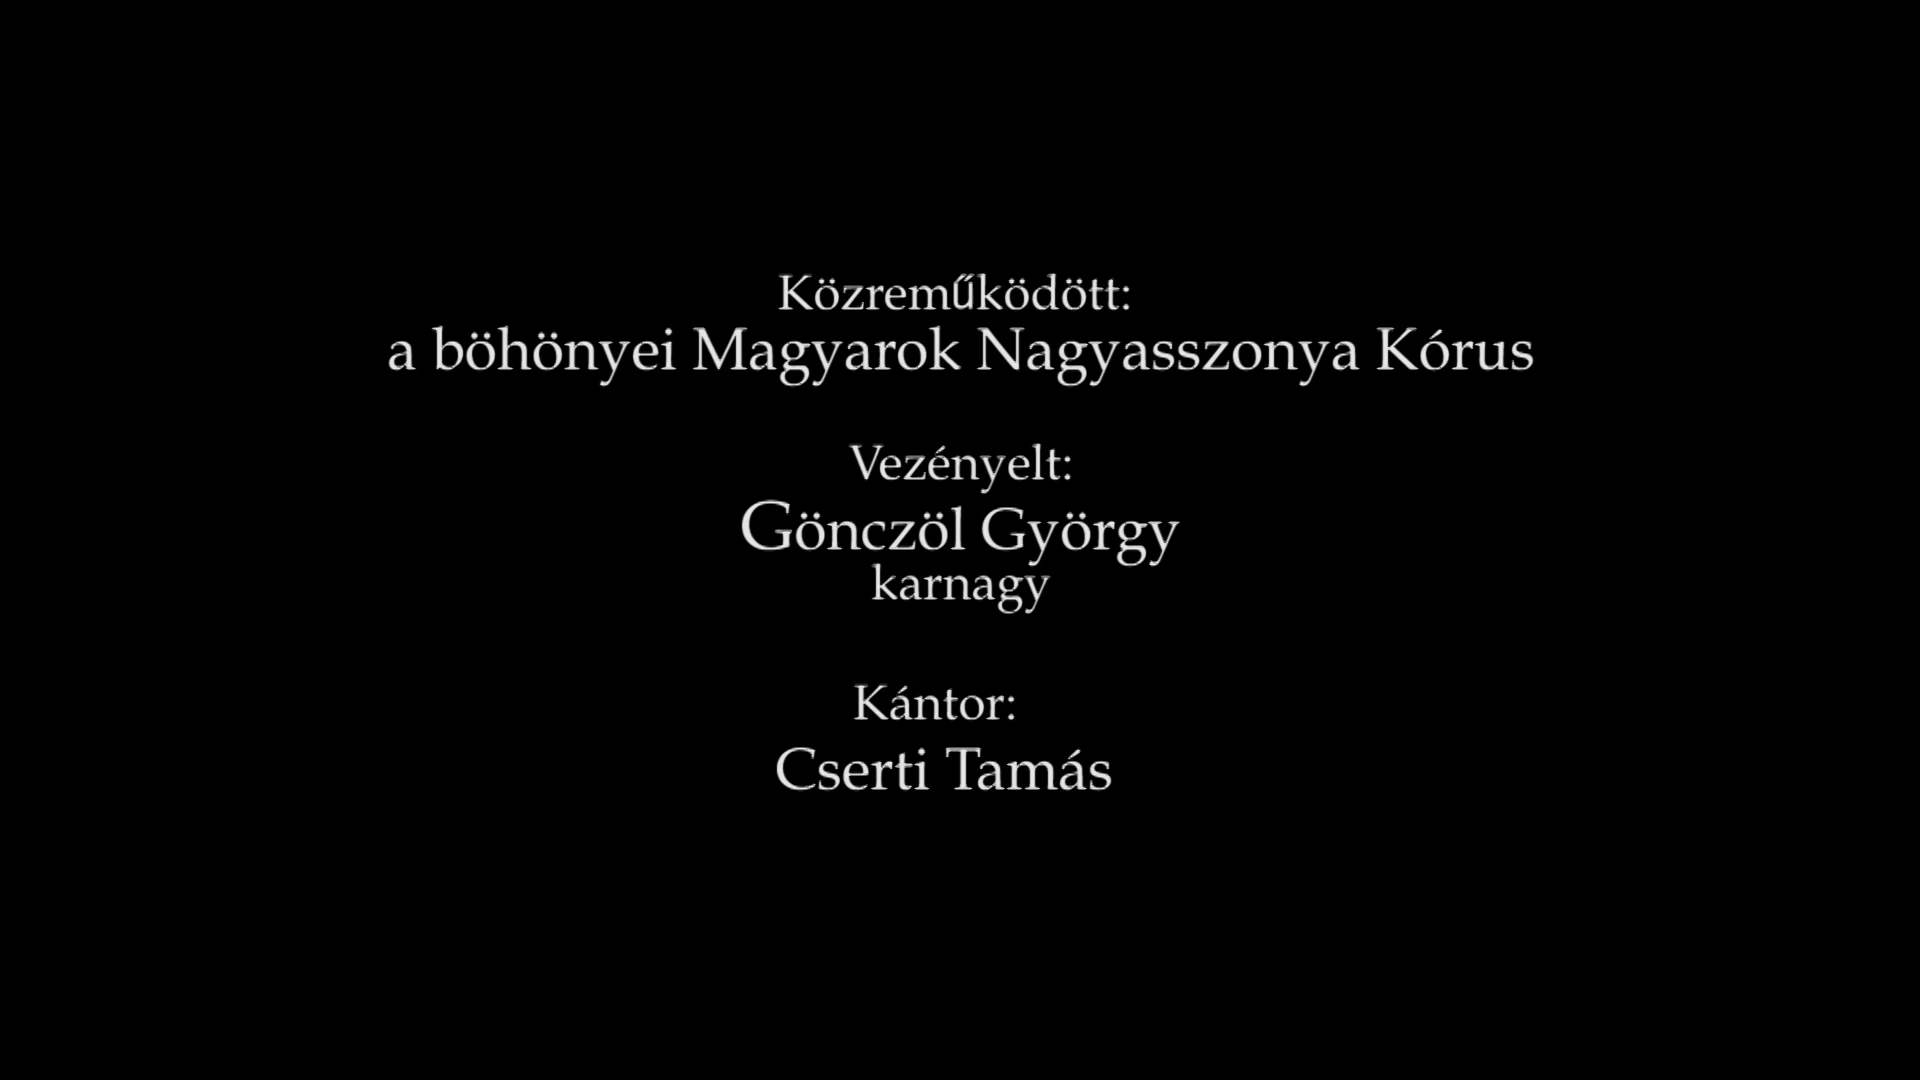 Közreműködött:
a böhönyei Magyarok Nagyasszonya Kórus
Vezényelt:
Gönczöl György
karnagy
Kántor:
Cserti Tamás